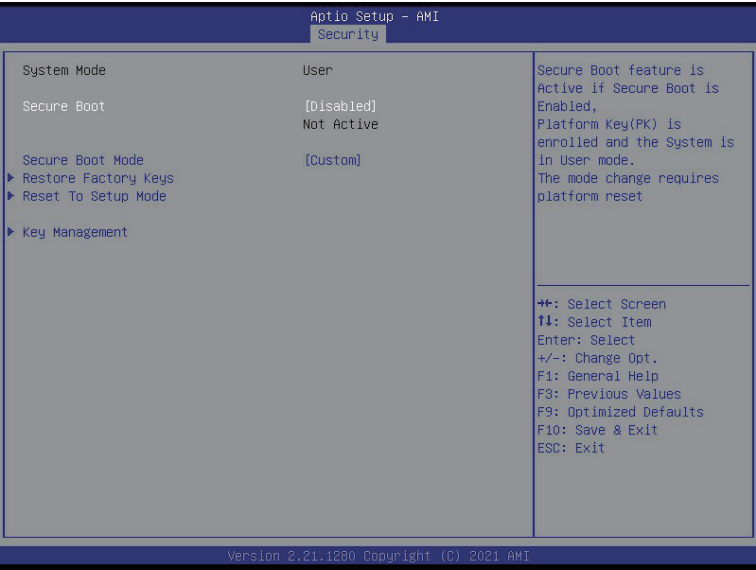 Aptio Setup – AMI
Security
System Mode User
Secure Boot [Disabled]
Not Active
Secure Boot Mode [Custom]
▶ Restore Factory Keys
▶ Reset To Setup Mode
▶ Key Management
Secure Boot feature is
Active if Secure Boot is
Enabled,
Platform Key(PK) is
enrolled and the System is
in User mode.
The mode change requires
platform reset
→←: Select Screen
↑↓: Select Item
Enter: Select
+/-: Change Opt.
F1: General Help
F3: Previous Values
F9: Optimized Defaults
F10: Save & Exit
ESC: Exit
Version 2.21.1280 Copyright (C) 2021 AMI